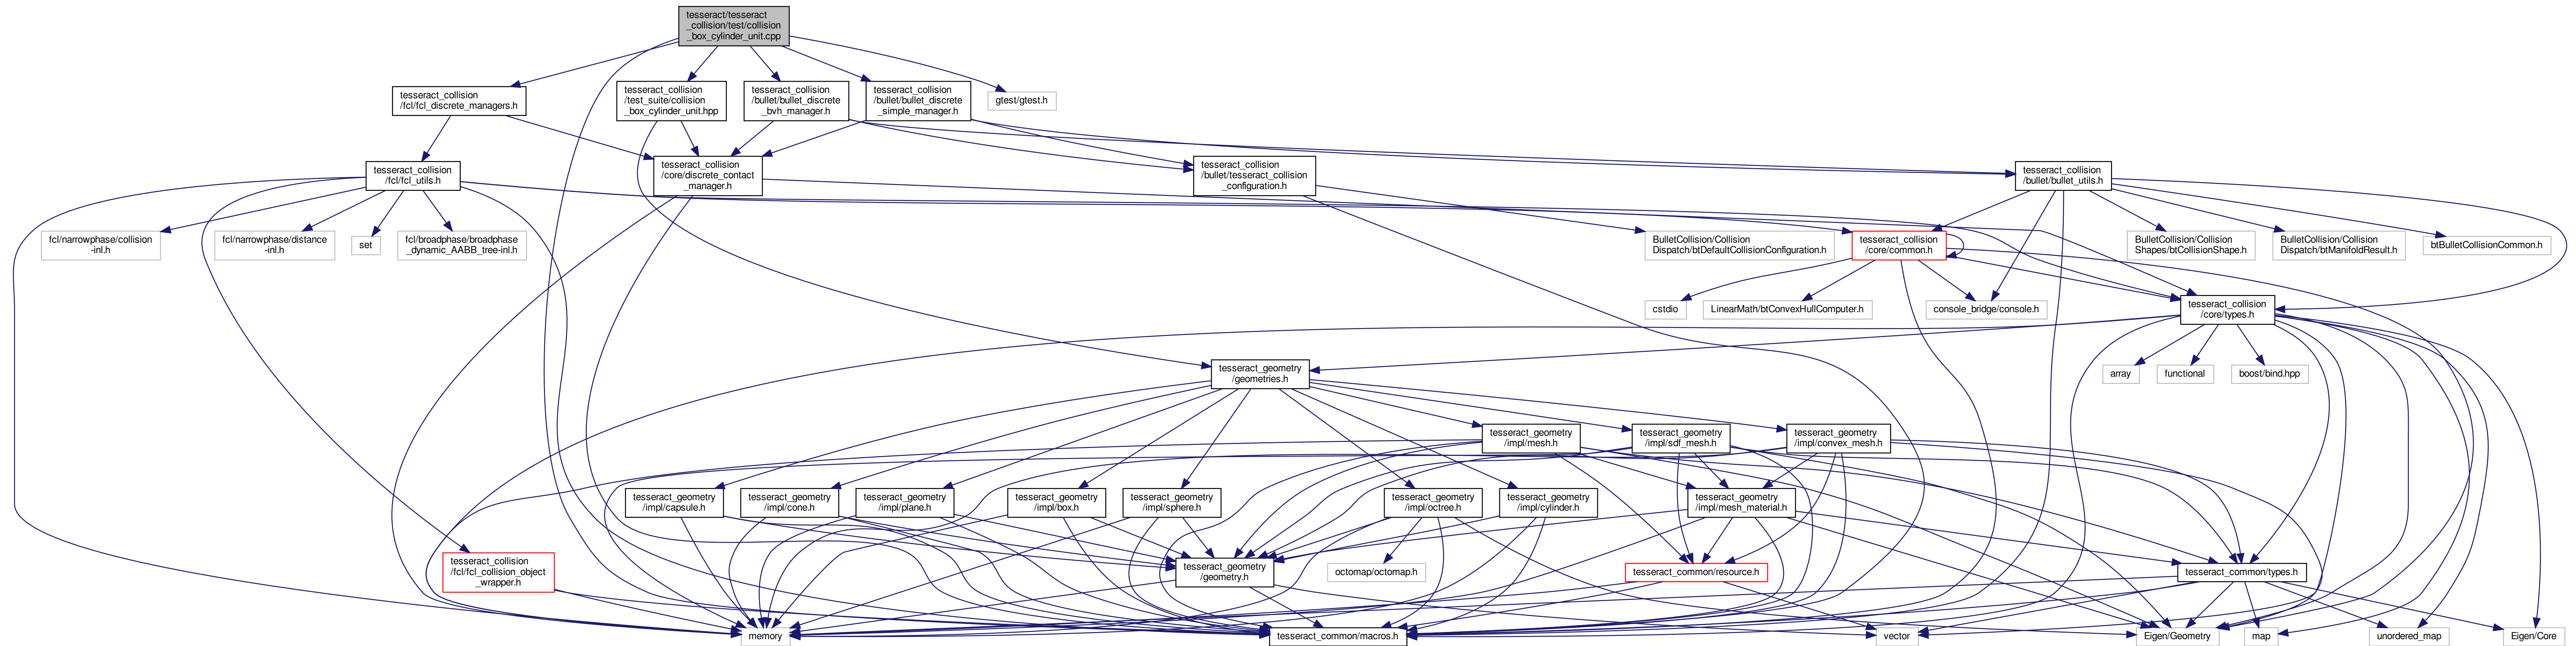 tesseract/tesseract
_collision/test/collision
_box_cylinder_unit.cpp
tesseract_collision
/fcl/fcl_discrete_managers.h
tesseract_collision
/test_suite/collision
_box_cylinder_unit.hpp
tesseract_collision
/bullet/bullet_discrete
_bvh_manager.h
tesseract_collision
/bullet/bullet_discrete
_simple_manager.h
gtest/gtest.h
tesseract_collision
/fcl/fcl_utils.h
tesseract_collision
/core/discrete_contact
_manager.h
tesseract_collision
/bullet/tesseract_collision
_configuration.h
tesseract_collision
/bullet/bullet_utils.h
fcl/narrowphase/collision
-inl.h
fcl/narrowphase/distance
-inl.h
set
fcl/broadphase/broadphase
_dynamic_AABB_tree-inl.h
BulletCollision/Collision
Dispatch/btDefaultCollisionConfiguration.h
tesseract_collision
/core/common.h
BulletCollision/Collision
Shapes/btCollisionShape.h
BulletCollision/Collision
Dispatch/btManifoldResult.h
btBulletCollisionCommon.h
cstdio
LinearMath/btConvexHullComputer.h
console_bridge/console.h
tesseract_collision
/core/types.h
tesseract_geometry
/geometries.h
array
functional
boost/bind.hpp
tesseract_geometry
/impl/mesh.h
tesseract_geometry
/impl/sdf_mesh.h
tesseract_geometry
/impl/convex_mesh.h
tesseract_geometry
/impl/capsule.h
tesseract_geometry
/impl/cone.h
tesseract_geometry
/impl/plane.h
tesseract_geometry
/impl/box.h
tesseract_geometry
/impl/sphere.h
tesseract_geometry
/impl/octree.h
tesseract_geometry
/impl/cylinder.h
tesseract_geometry
/impl/mesh_material.h
tesseract_collision
/fcl/fcl_collision_object
_wrapper.h
tesseract_geometry
/geometry.h
octomap/octomap.h
tesseract_common/resource.h
tesseract_common/types.h
memory
tesseract_common/macros.h
vector
Eigen/Geometry
map
unordered_map
Eigen/Core